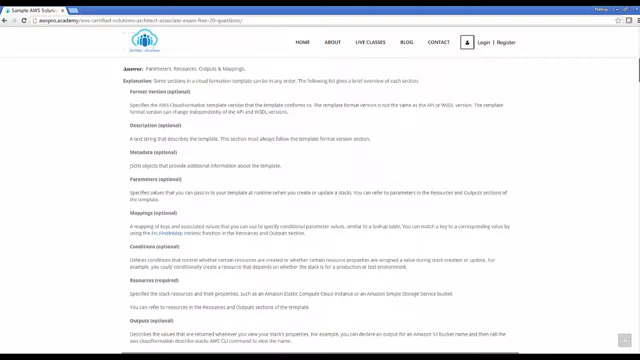 Sample AWS Solution
awspro.academy/aws-certified-solutions-architect-associate-exam-free-20-questions/
HOME ABOUT LIVE CLASSES BLOG CONTACT Login | Register
Answer: Parameters, Resources, Outputs & Mappings.
Explanation: Some sections in a cloud formation template can be in any order. The following list gives a brief overview of each section.
Format Version (optional)
Specifies the AWS CloudFormation template version that the template conforms to. The template format version is not the same as the API or WSDL version. The template
format version can change independently of the API and WSDL versions.
Description (optional)
A text string that describes the template. This section must always follow the template format version section.
Metadata (optional)
JSON objects that provide additional information about the template.
Parameters (optional)
Specifies values that you can pass in to your template at runtime (when you create or update a stack). You can refer to parameters in the Resources and Outputs sections of
the template.
Mappings (optional)
A mapping of keys and associated values that you can use to specify conditional parameter values, similar to a lookup table. You can match a key to a corresponding value by
using the Fn::FindInMap intrinsic function in the Resources and Outputs section.
Conditions (optional)
Defines conditions that control whether certain resources are created or whether certain resource properties are assigned a value during stack creation or update. For
example, you could conditionally create a resource that depends on whether the stack is for a production or test environment.
Resources (required)
Specifies the stack resources and their properties, such as an Amazon Elastic Compute Cloud instance or an Amazon Simple Storage Service bucket.
You can refer to resources in the Resources and Outputs sections of the template.
Outputs (optional)
Describes the values that are returned whenever you view your stack's properties. For example, you can declare an output for an Amazon S3 bucket name and then call the
aws cloudformation describe-stacks AWS CLI command to view the name.